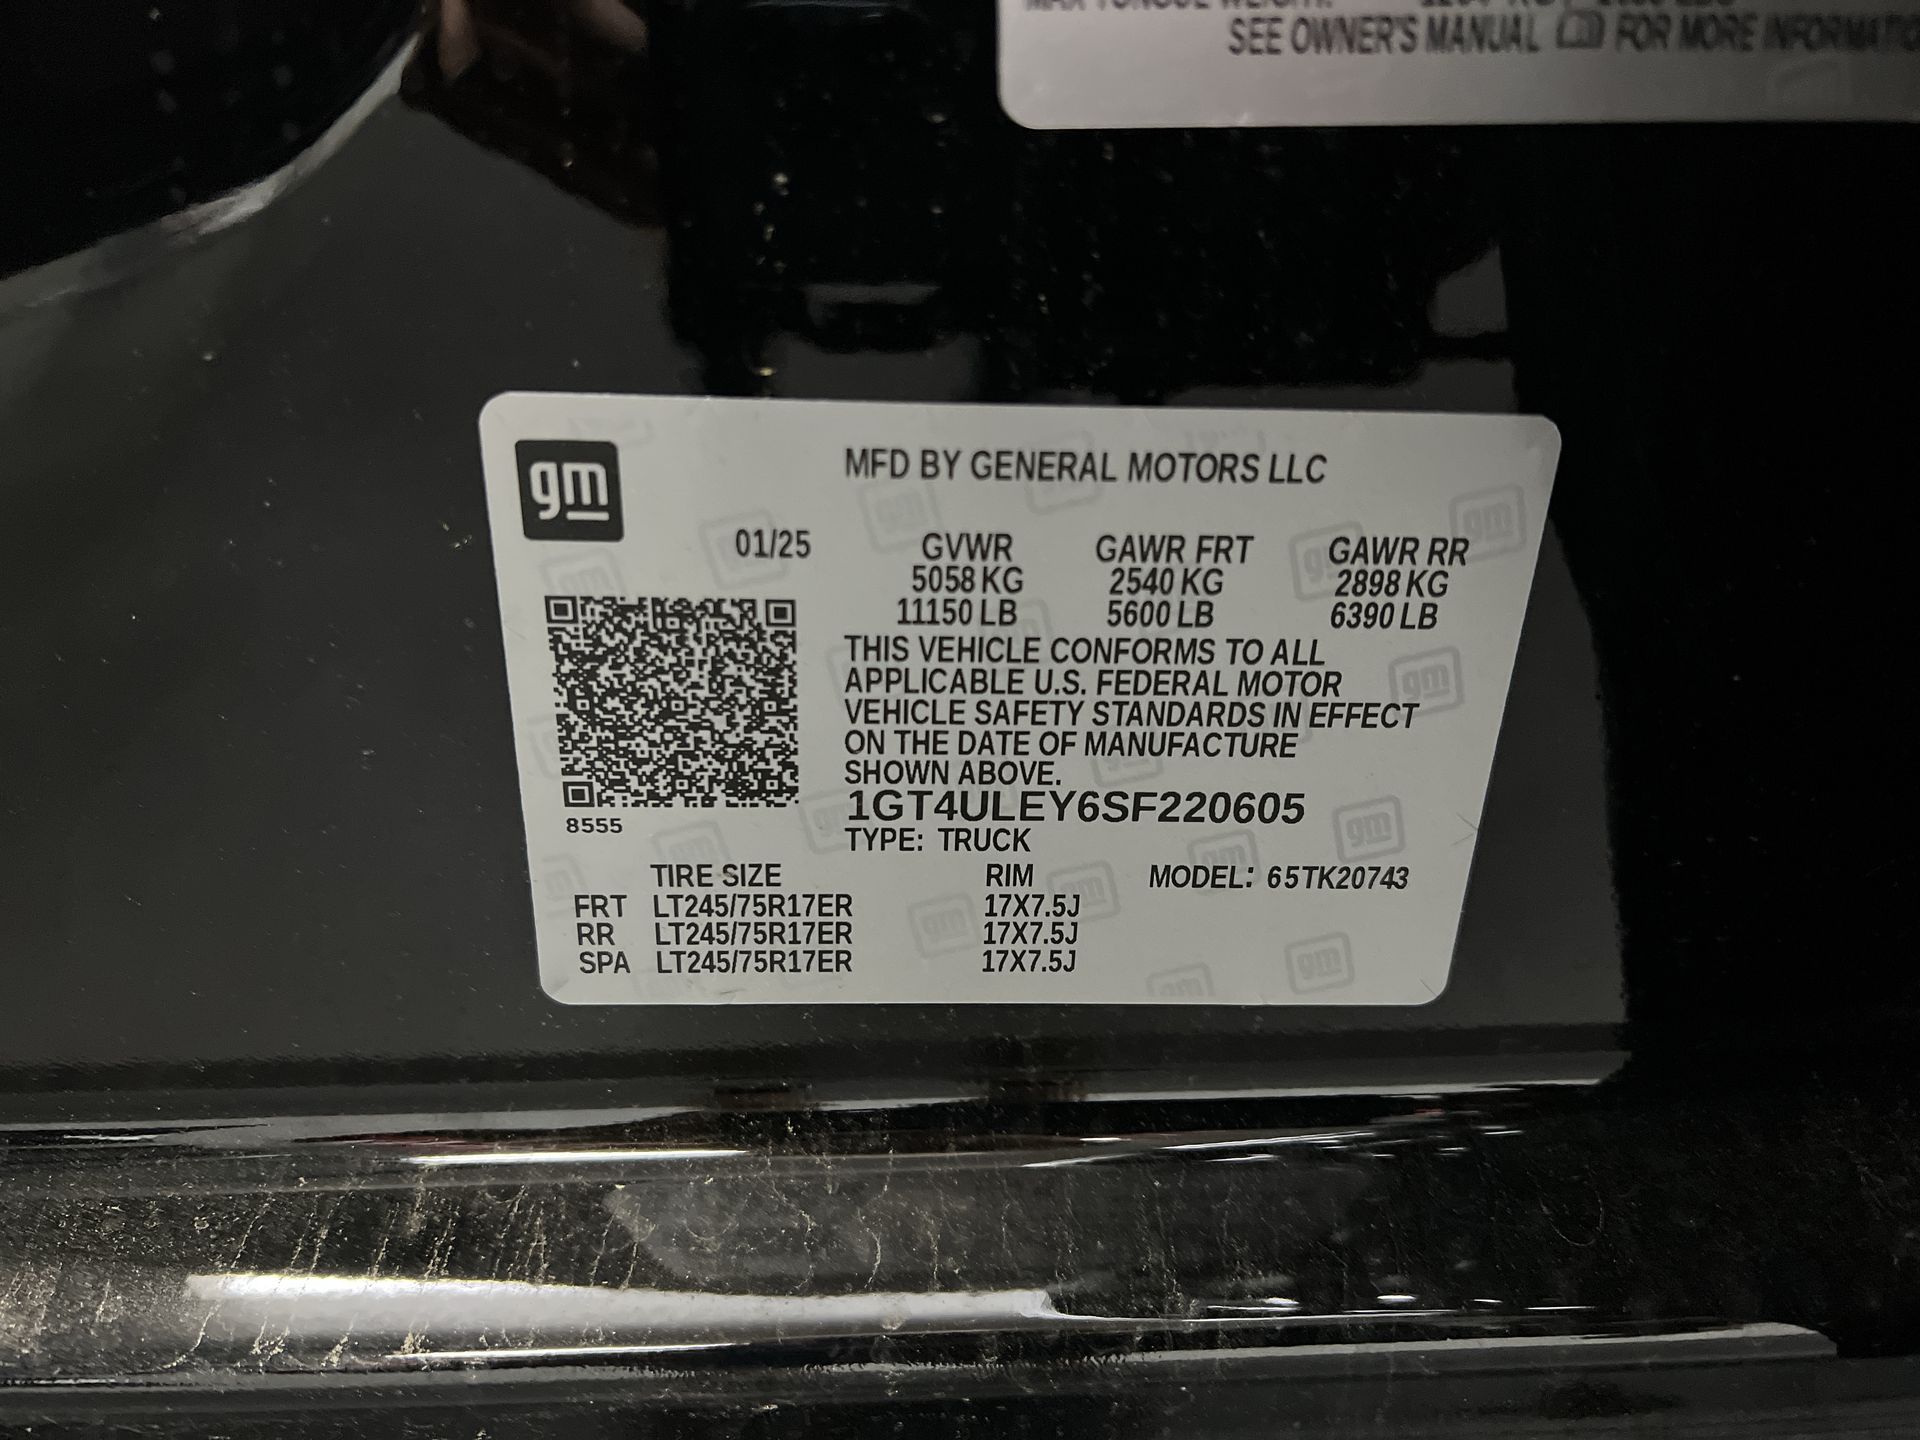 SEE OWNER'S MANUAL FOR MORE INFORMATIO
gm
MFD BY GENERAL MOTORS LLC
01/25 GVWR GAWR FRT GAWR RR
5058 KG 2540 KG 2898 KG
11150 LB 5600 LB 6390 LB
THIS VEHICLE CONFORMS TO ALL
APPLICABLE U.S. FEDERAL MOTOR
VEHICLE SAFETY STANDARDS IN EFFECT
ON THE DATE OF MANUFACTURE
SHOWN ABOVE.
1GT4ULEY6SF220605
8555
TYPE: TRUCK
TIRE SIZE RIM MODEL: 65TK20743
FRT LT245/75R17ER 17X7.5J
RR LT245/75R17ER 17X7.5J
SPA LT245/75R17ER 17X7.5J